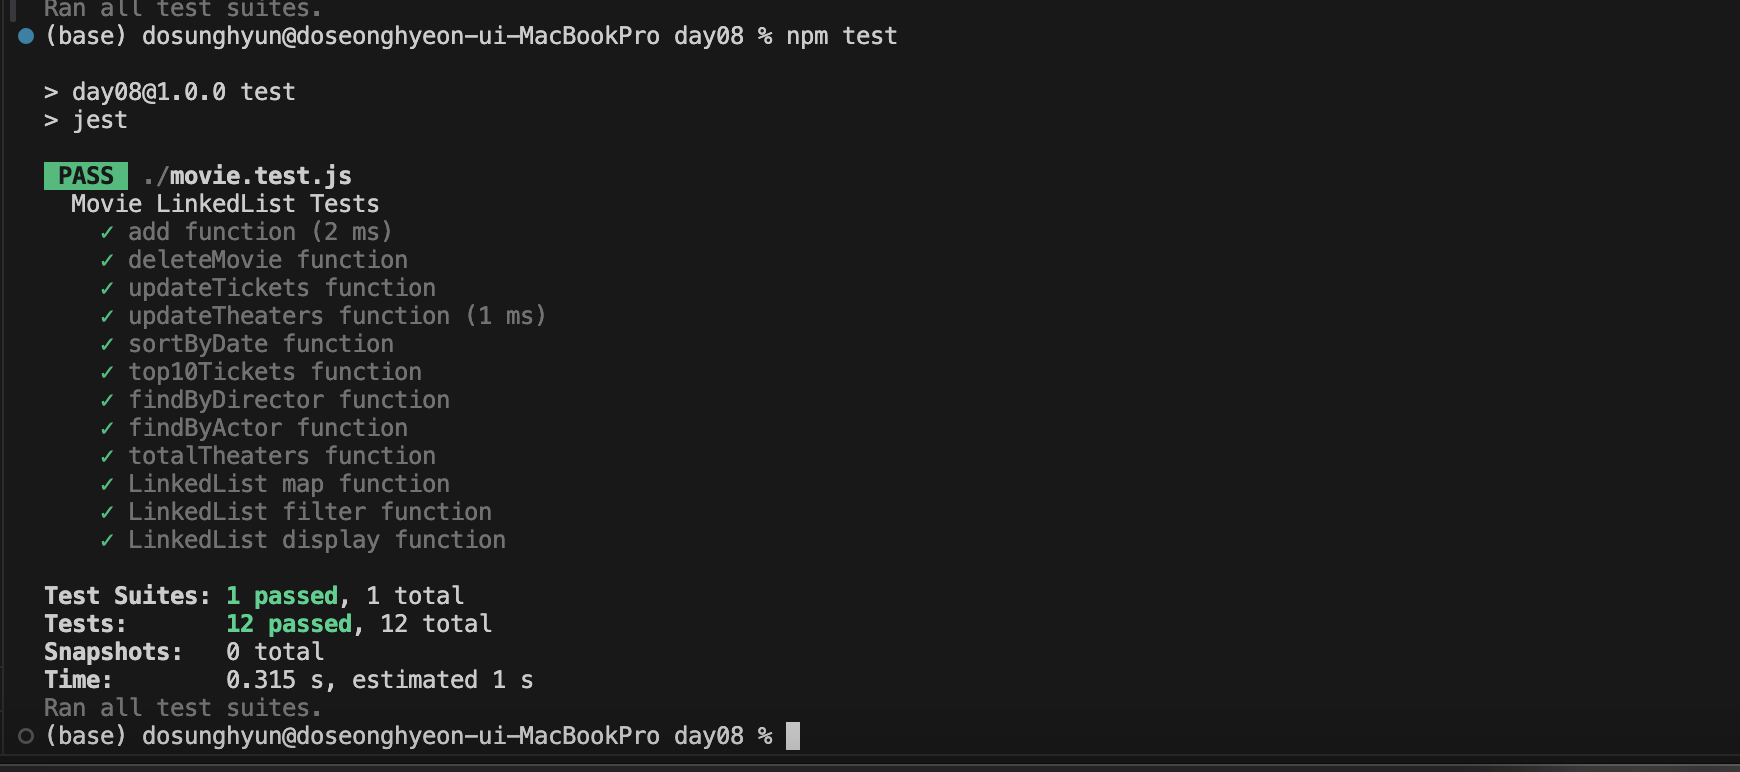 Ran all test suites.
(base) dosunghyun@doseonghyeon-ui-MacBookPro day08 % npm test
> day08@1.0.0 test
> jest
PASS ./movie.test.js
Movie LinkedList Tests
✓ add function (2 ms)
✓ deleteMovie function
✓ updateTickets function
✓ updateTheaters function (1 ms)
✓ sortByDate function
✓ top10Tickets function
✓ findByDirector function
✓ findByActor function
✓ totalTheaters function
✓ LinkedList map function
✓ LinkedList filter function
✓ LinkedList display function
Test Suites: 1 passed, 1 total
Tests: 12 passed, 12 total
Snapshots: 0 total
Time: 0.315 s, estimated 1 s
Ran all test suites.
(base) dosunghyun@doseonghyeon-ui-MacBookPro day08 %